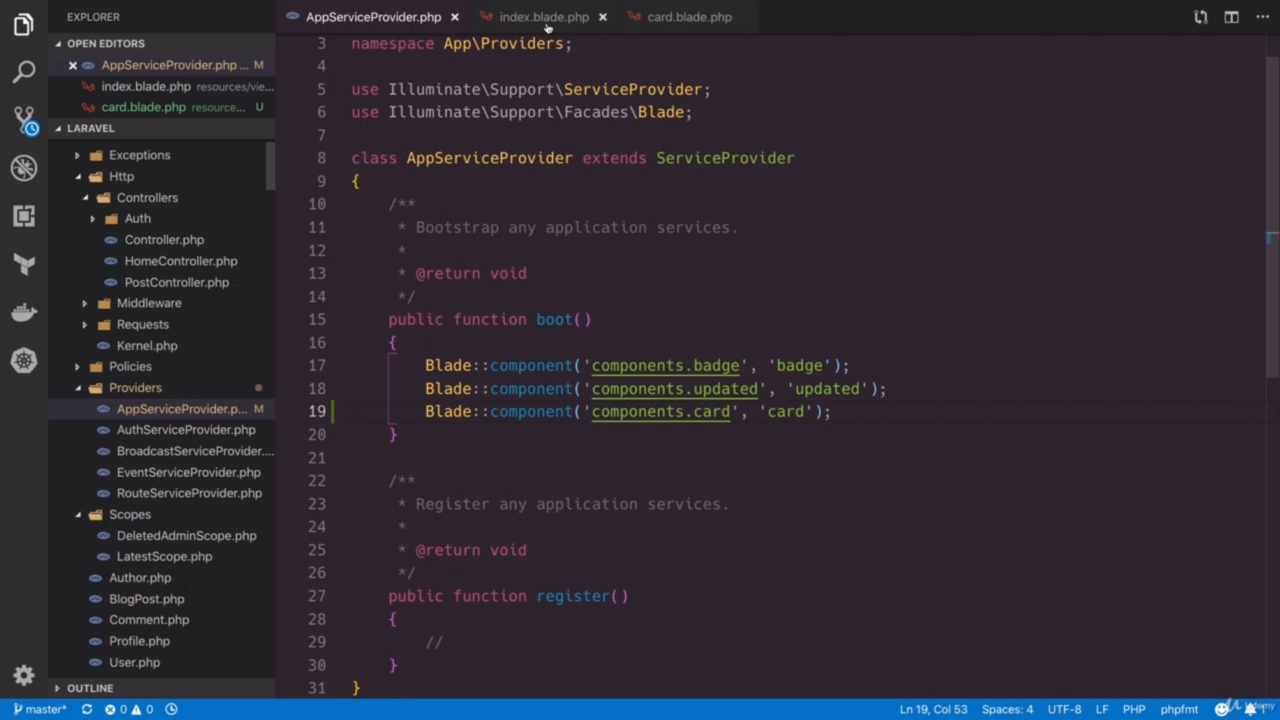 EXPLORER
AppServiceProvider.php
index.blade.php
card.blade.php
OPEN EDITORS
AppServiceProvider.php ... M
index.blade.php resources/vie...
card.blade.php resource... U
LARAVEL
Exceptions
Http
Controllers
Auth
Controller.php
HomeController.php
PostController.php
Middleware
Requests
Kernel.php
Policies
Providers
AppServiceProvider.p... M
AuthServiceProvider.php
BroadcastServiceProvider....
EventServiceProvider.php
RouteServiceProvider.php
Scopes
DeletedAdminScope.php
LatestScope.php
Author.php
BlogPost.php
Comment.php
Profile.php
User.php
OUTLINE
3 namespace App\Providers;
4
5 use Illuminate\Support\ServiceProvider;
6 use Illuminate\Support\Facades\Blade;
7
8 class AppServiceProvider extends ServiceProvider
9 {
10 /**
11 * Bootstrap any application services.
12 *
13 * @return void
14 */
15 public function boot()
16 {
17 Blade::component('components.badge', 'badge');
18 Blade::component('components.updated', 'updated');
19 Blade::component('components.card', 'card');
20 }
21
22 /**
23 * Register any application services.
24 *
25 * @return void
26 */
27 public function register()
28 {
29 //
30 }
31 }
master* 0 0 Ln 19, Col 53 Spaces: 4 UTF-8 LF PHP phpfmt
Udemy